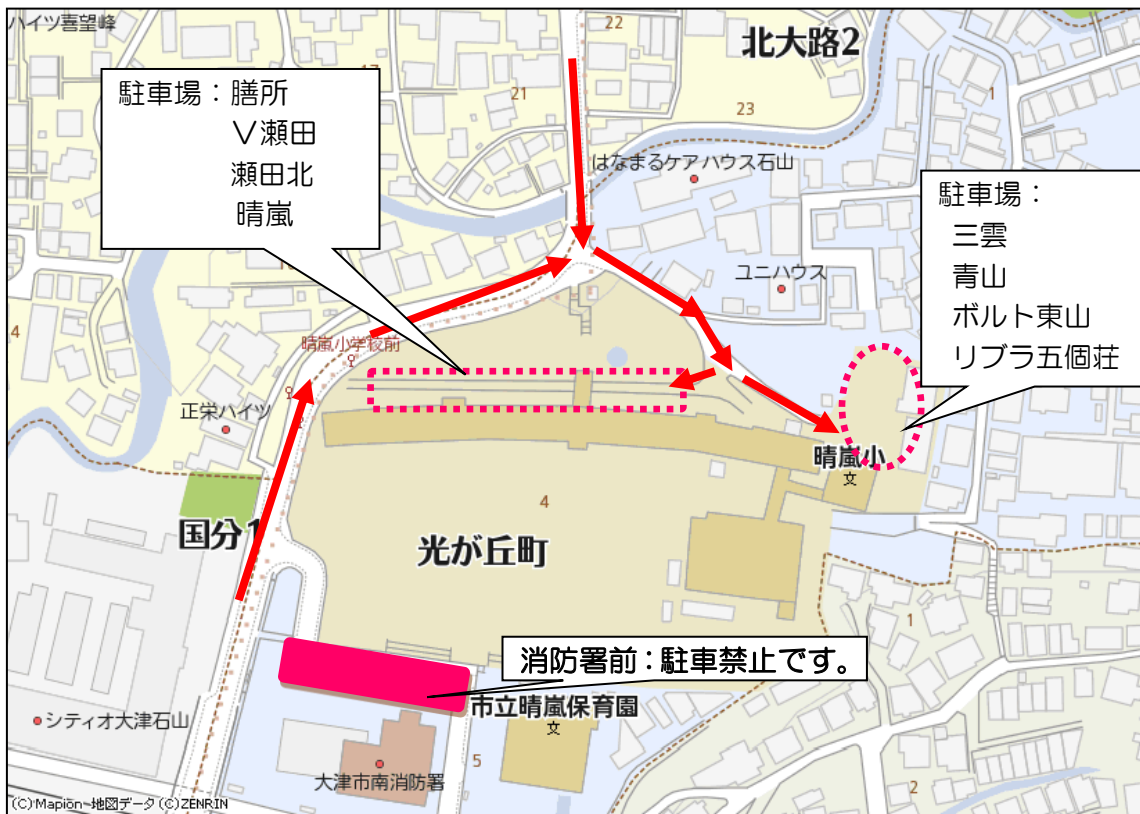 ハイツ喜望峰
22
北大路2
17
21
23
1
駐車場：膳所
V瀬田
瀬田北
晴嵐
はなまるケアハウス石山
駐車場：
三雲
青山
ボルト東山
リブラ五個荘
ユニハウス
4
晴嵐小学校前
正栄ハイツ
晴嵐小
文
4
国分1
光が丘町
1
消防署前：駐車禁止です。
市立晴嵐保育園
文
シティオ大津石山
5
大津市南消防署
2
(C)Mapion 地図データ (C)ZENRIN